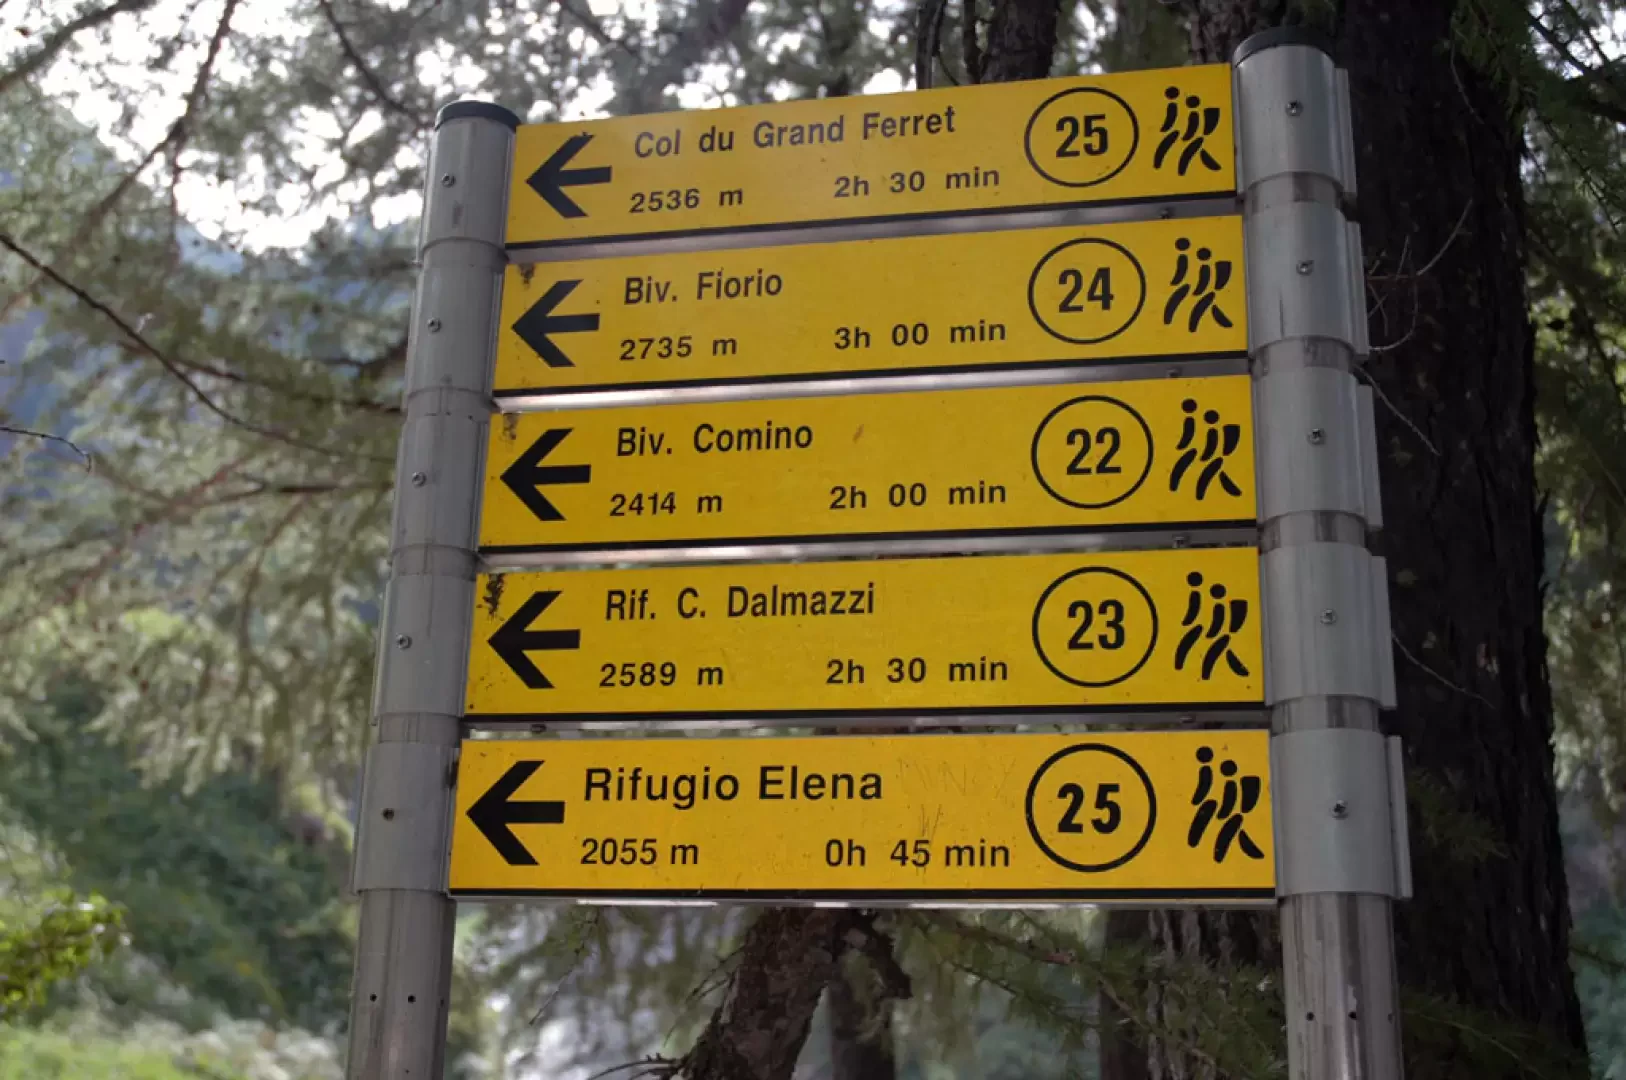 Col du Grand Ferret 25
2536 m 2h 30 min
Biv. Fiorio 24
2735 m 3h 00 min
Biv. Comino 22
2414 m 2h 00 min
Rif. C. Dalmazzi 23
2589 m 2h 30 min
Rifugio Elena 25
2055 m 0h 45 min